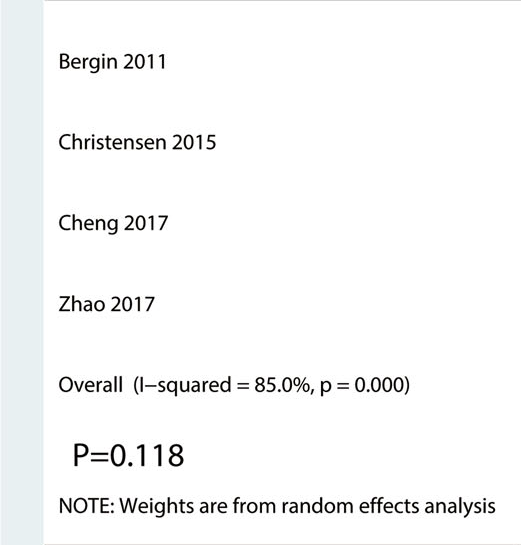 Bergin 2011
Christensen 2015
Cheng 2017
Zhao 2017
Overall (I−squared = 85.0%, p = 0.000)
P=0.118
NOTE: Weights are from random effects analysis